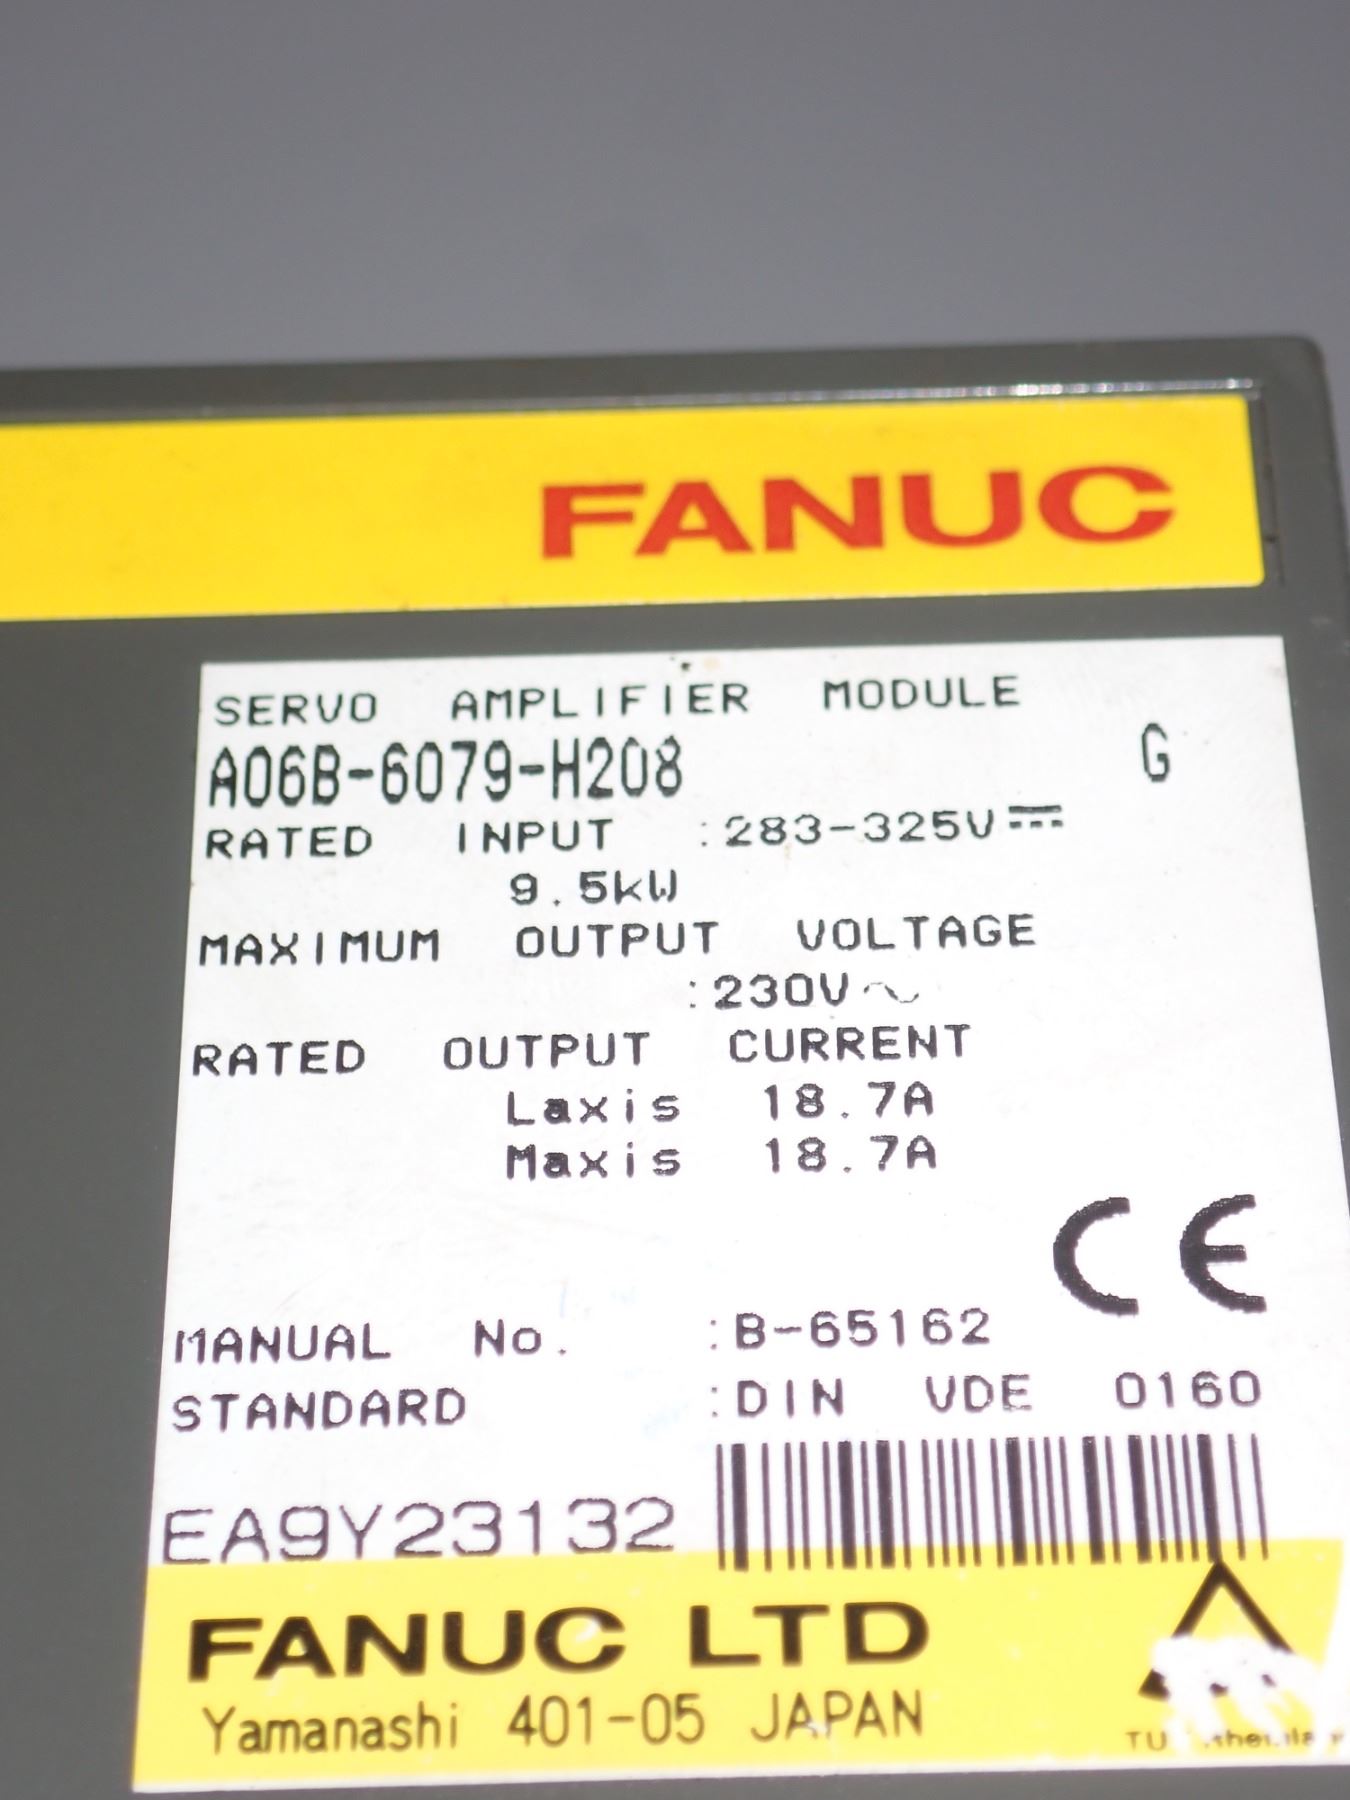 FANUC
SERVO AMPLIFIER MODULE
A06B-6079-H208 G
RATED INPUT :283-325V⎓
9.5kW
MAXIMUM OUTPUT VOLTAGE
:230V～
RATED OUTPUT CURRENT
Laxis 18.7A
Maxis 18.7A
CE
MANUAL No. :B-65162
STANDARD :DIN VDE 0160
EA9Y23132
FANUC LTD
Yamanashi 401-05 JAPAN